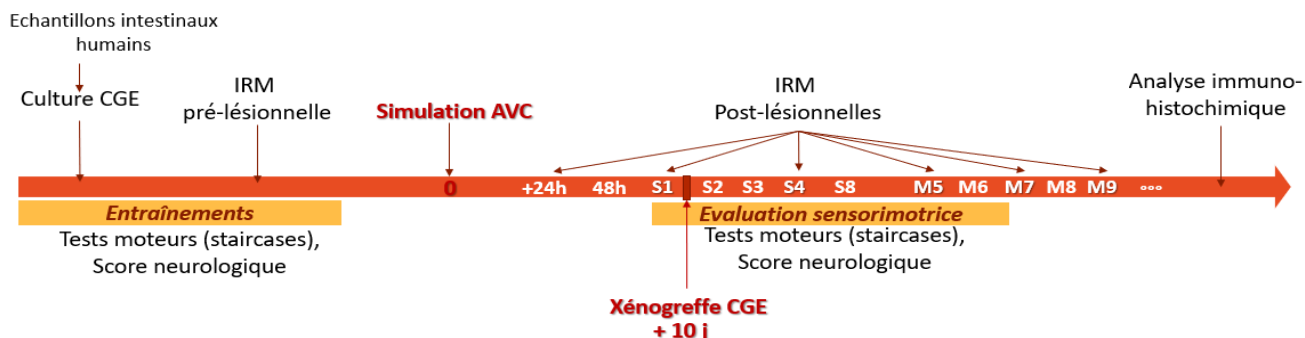 Echantillons intestinaux
humains
Culture CGE
IRM
pré-lésionnelle
Simulation AVC
IRM
Post-lésionnelles
Analyse immuno-
histochimique
0 +24h 48h S1 S2 S3 S4 S8 M5 M6 M7 M8 M9 ...
Entraînements
Tests moteurs (staircases),
Score neurologique
Evaluation sensorimotrice
Tests moteurs (staircases),
Score neurologique
Xénogreffe CGE
+ 10 j